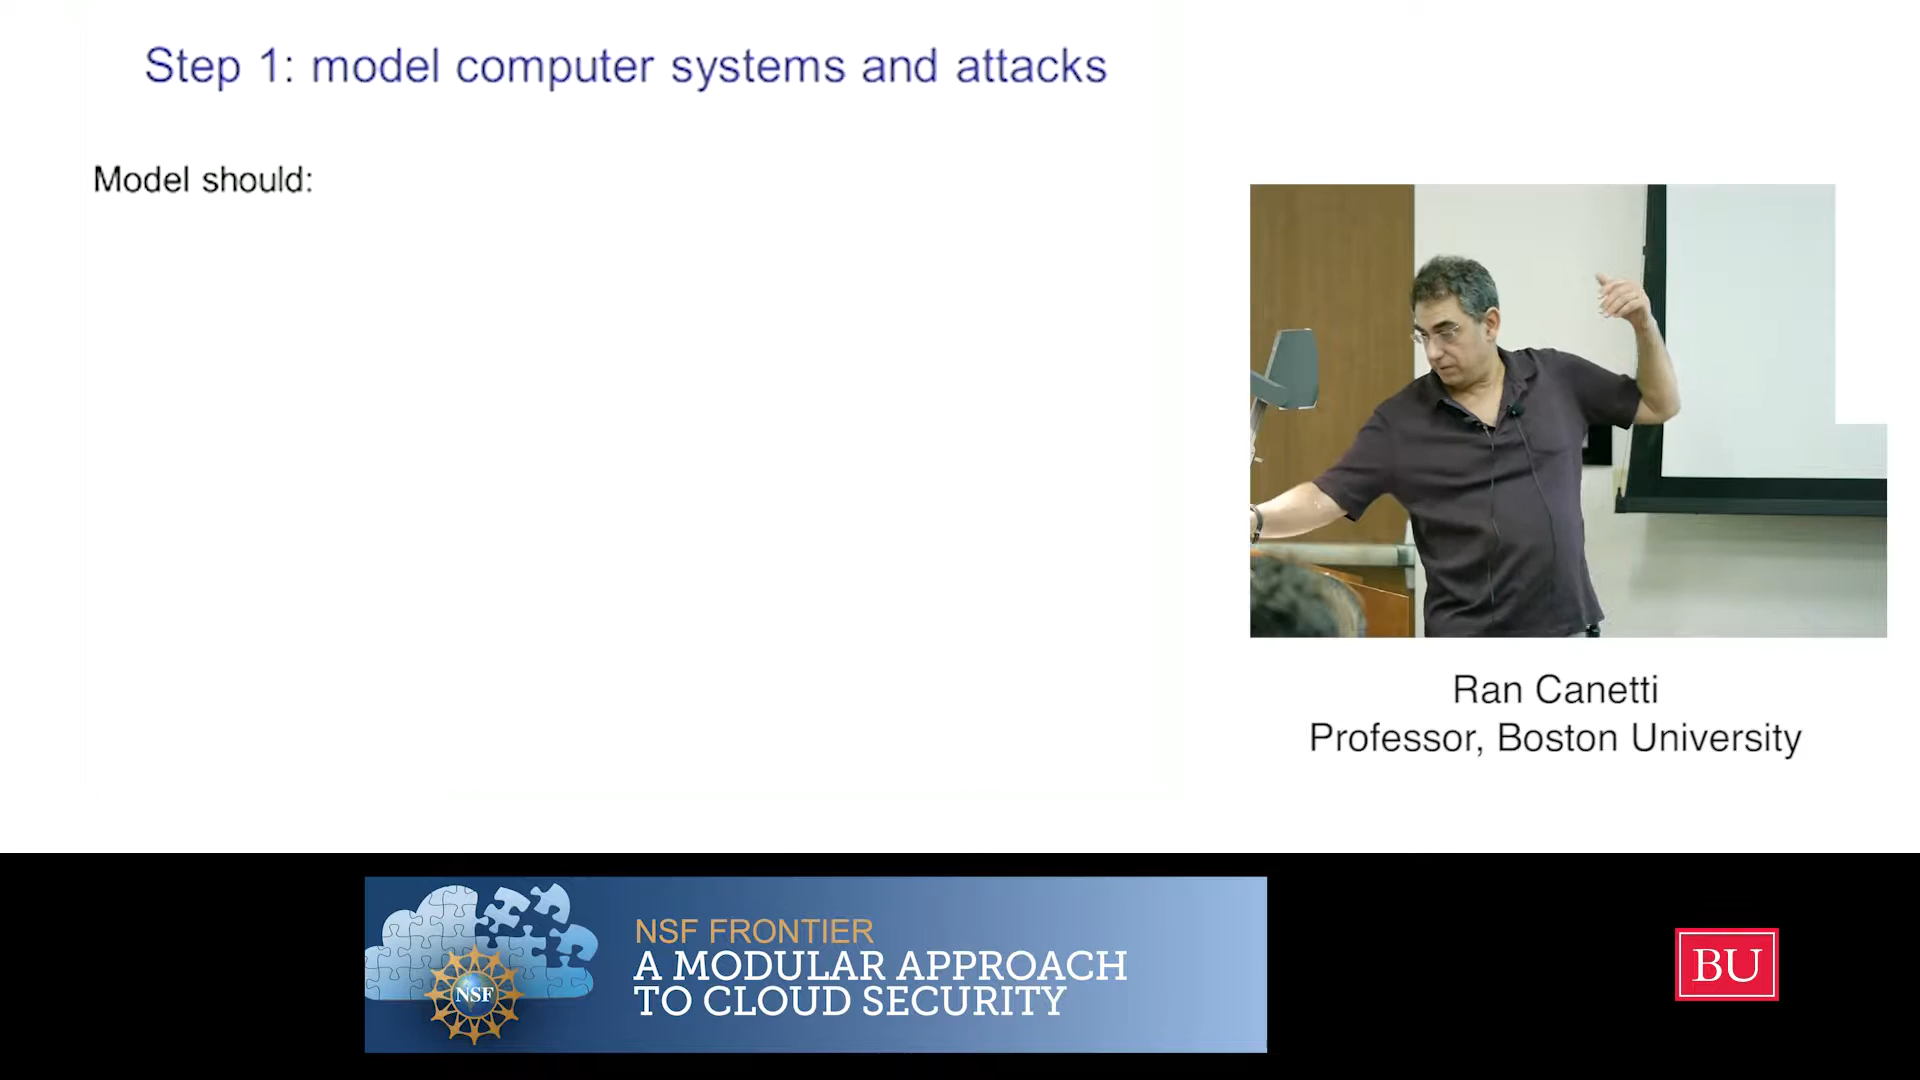 Step 1: model computer systems and attacks
Model should:
Ran Canetti
Professor, Boston University
NSF FRONTIER
A MODULAR APPROACH
TO CLOUD SECURITY
NSF
BU